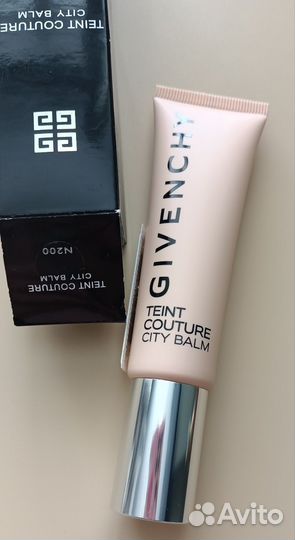 TEINT COUTURE
CITY BALM
N200
TEINT COUTURE
CITY BALM
GIVENCHY
TEINT
COUTURE
CITY BALM
Avito